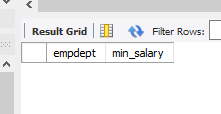 Result Grid Filter Rows:
empdept min_salary